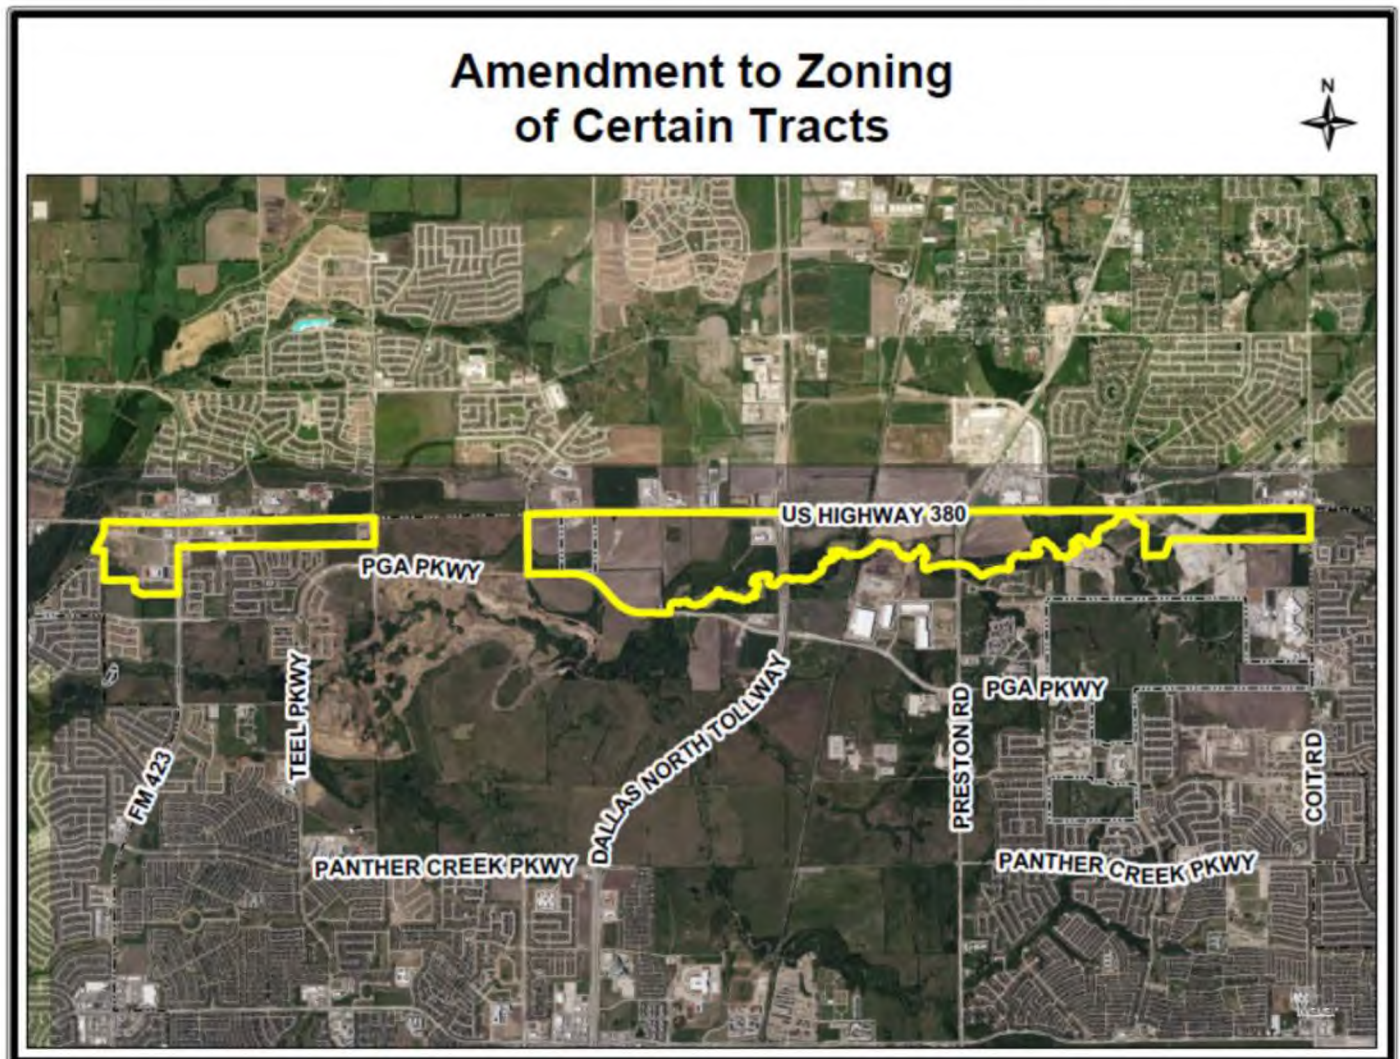 Amendment to Zoning
of Certain Tracts
N
US HIGHWAY 380
PGA PKWY
TEEL PKWY
FM 423
DALLAS NORTH TOLLWAY
PRESTON RD
PGA PKWY
COIT RD
PANTHER CREEK PKWY
PANTHER CREEK PKWY